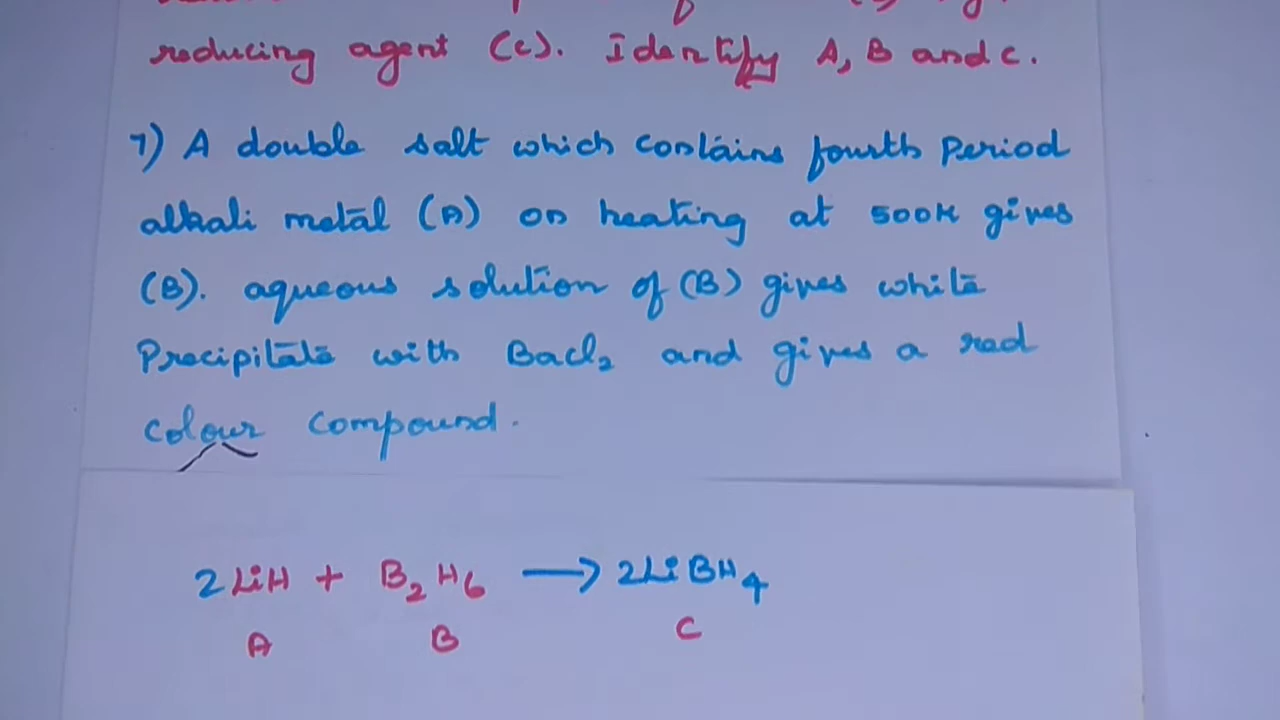 reducing agent (c). Identify A, B and c.
7) A double salt which contains fourth Period
alkali metal (A) on heating at 500K gives
(B). aqueous solution of (B) gives white
Precipitate with Bacl₂ and gives a red
colour compound.
2LiH + B₂H₆ ⟶ 2LiBH₄
A B C